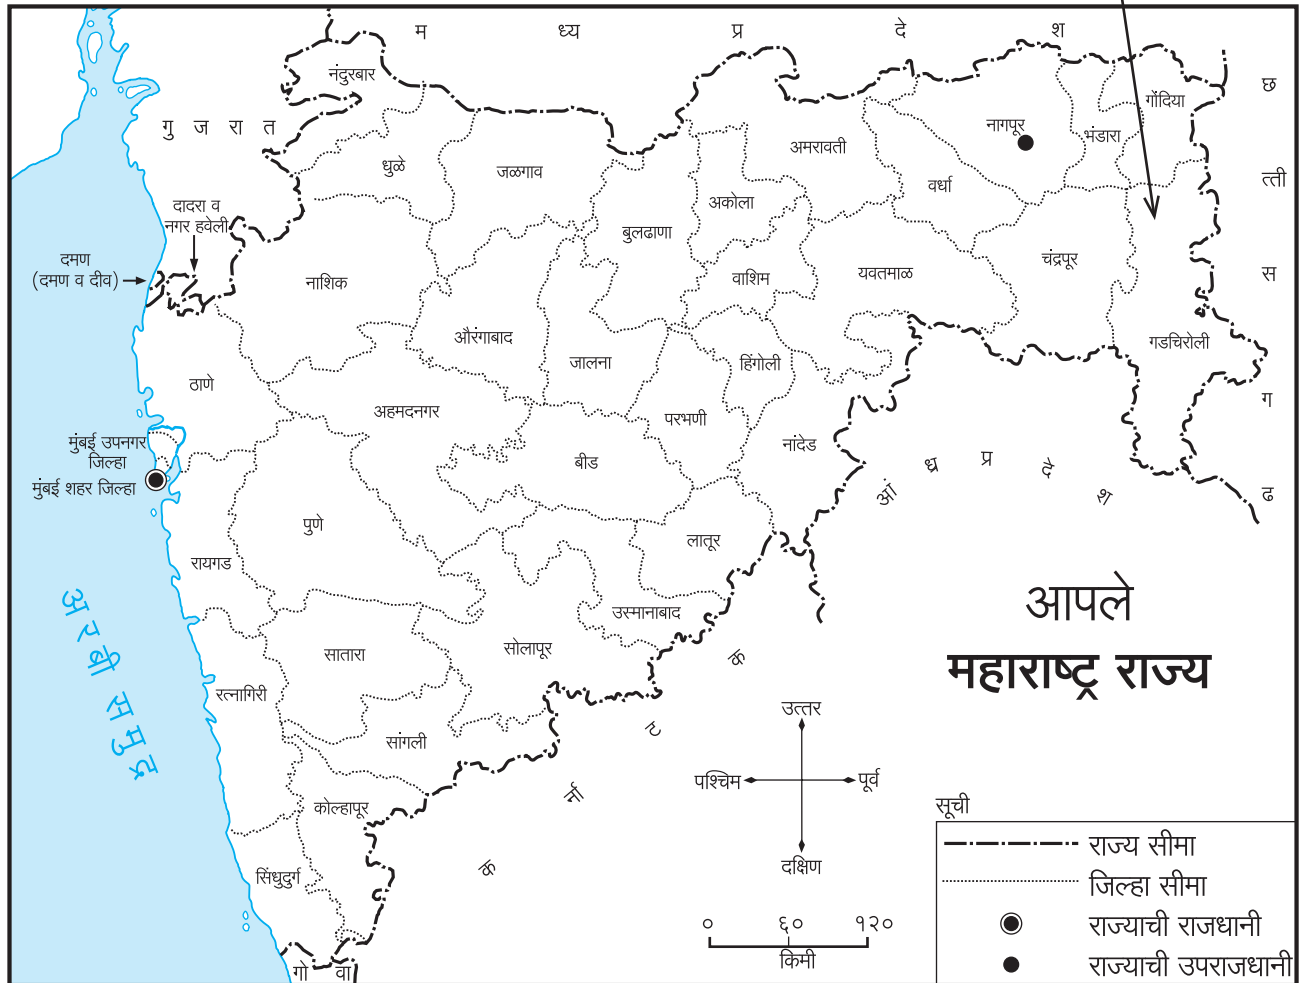 म ध्य प्र दे श
नंदुरबार
छ
त्ती
स
ग
ढ
गोंदिया
गु ज रा त
नागपूर
भंडारा
अमरावती
धुळे
जळगाव
वर्धा
अकोला
दादरा व
नगर हवेली
बुलढाणा
दमण
(दमण व दीव)
नाशिक
वाशिम
यवतमाळ
चंद्रपूर
औरंगाबाद
जालना
हिंगोली
गडचिरोली
ठाणे
अहमदनगर
परभणी
मुंबई उपनगर
जिल्हा
मुंबई शहर जिल्हा
बीड
नांदेड
आं ध्र प्र दे श
पुणे
लातूर
रायगड
अरबी समुद्र
उस्मानाबाद
आपले
महाराष्ट्र राज्य
सातारा
सोलापूर
क र्ना ट क
रत्नागिरी
सांगली
उत्तर
पश्चिम
पूर्व
दक्षिण
कोल्हापूर
सिंधुदुर्ग
गो वा
० ६० १२०
किमी
सूची
राज्य सीमा
जिल्हा सीमा
राज्याची राजधानी
राज्याची उपराजधानी